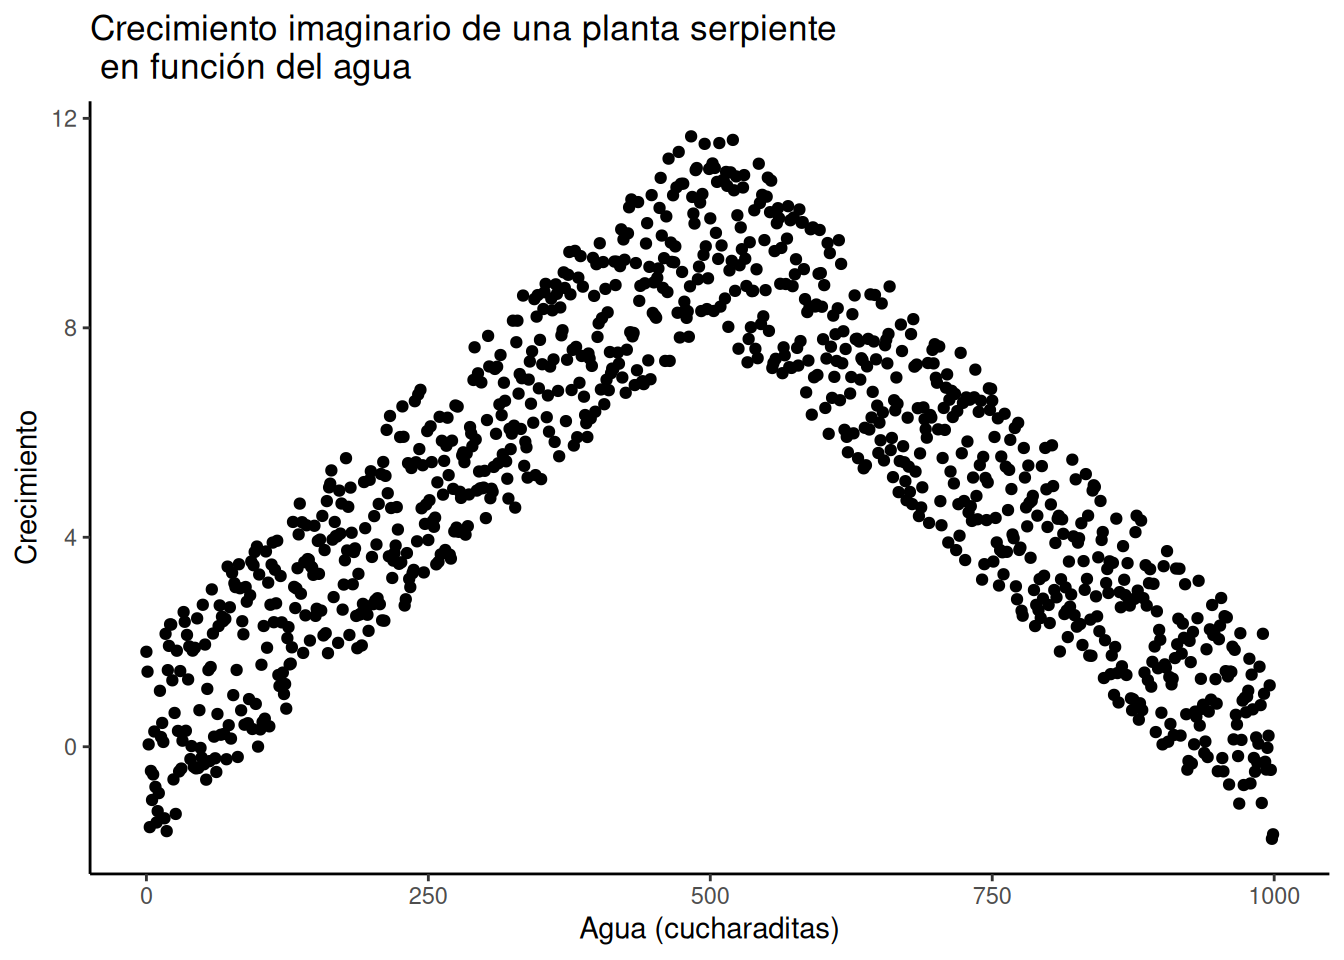 Crecimiento imaginario de una planta serpiente
en función del agua
12
8
4
0
Crecimiento
0 250 500 750 1000
Agua (cucharaditas)